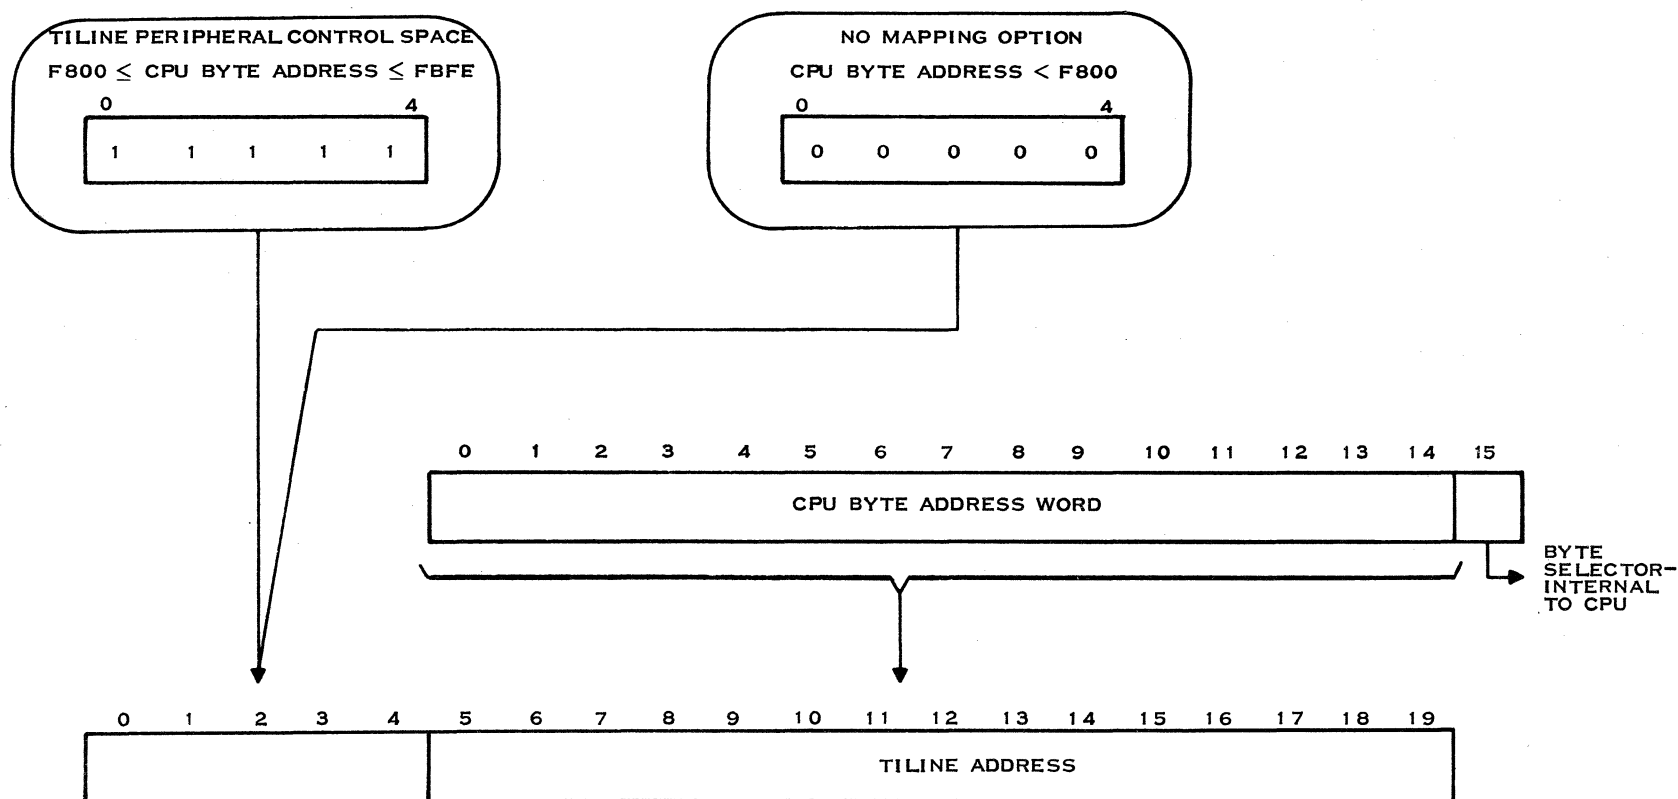 TILINE PERIPHERAL CONTROL SPACE
F800 ≤ CPU BYTE ADDRESS ≤ FBFE
0 4
1 1 1 1 1
NO MAPPING OPTION
CPU BYTE ADDRESS < F800
0 4
0 0 0 0 0
0 1 2 3 4 5 6 7 8 9 10 11 12 13 14 15
CPU BYTE ADDRESS WORD
BYTE
SELECTOR-
INTERNAL
TO CPU
0 1 2 3 4 5 6 7 8 9 10 11 12 13 14 15 16 17 18 19
TILINE ADDRESS